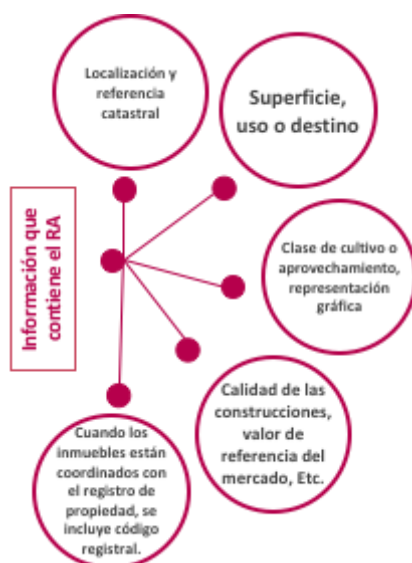 Localización y
referencia
catastral
Superficie,
uso o destino
Información que
contiene el RA
Clase de cultivo o
aprovechamiento,
representación
gráfica
Calidad de las
construcciones,
valor de
referencia del
mercado, Etc.
Cuando los
inmuebles están
coordinados con
el registro de
propiedad, se
incluye código
registral.